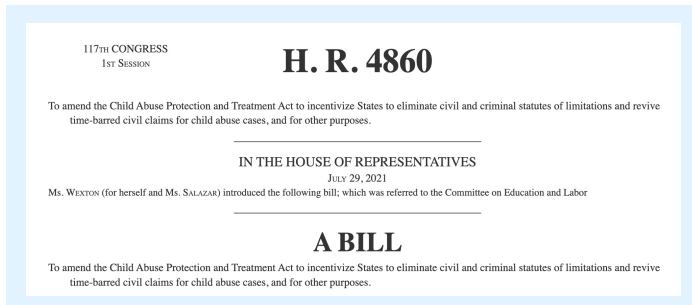 117TH CONGRESS
1ST SESSION
H. R. 4860
To amend the Child Abuse Protection and Treatment Act to incentivize States to eliminate civil and criminal statutes of limitations and revive
time-barred civil claims for child abuse cases, and for other purposes.
IN THE HOUSE OF REPRESENTATIVES
JULY 29, 2021
Ms. WEXTON (for herself and Ms. SALAZAR) introduced the following bill; which was referred to the Committee on Education and Labor
A BILL
To amend the Child Abuse Protection and Treatment Act to incentivize States to eliminate civil and criminal statutes of limitations and revive
time-barred civil claims for child abuse cases, and for other purposes.